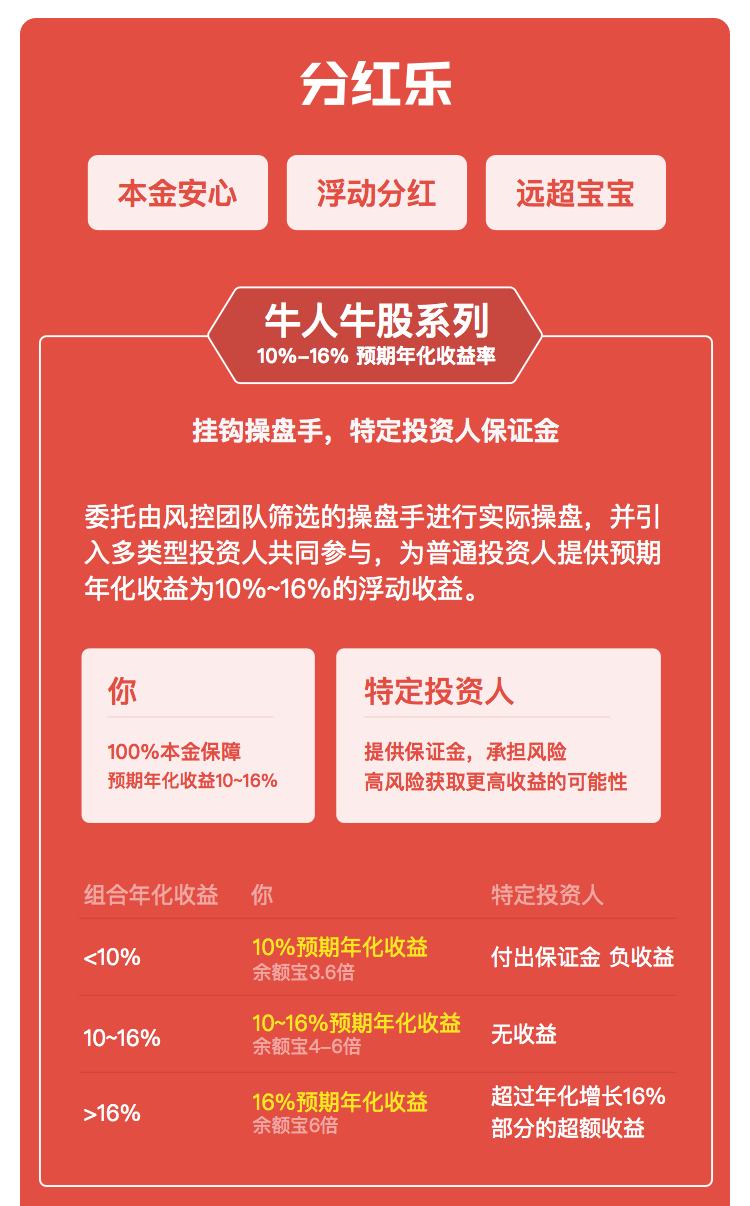 分红乐
本金安心
浮动分红
远超宝宝
牛人牛股系列
10%–16% 预期年化收益率
挂钩操盘手，特定投资人保证金
委托由风控团队筛选的操盘手进行实际操盘，并引
入多类型投资人共同参与，为普通投资人提供预期
年化收益为10%~16%的浮动收益。
你
100%本金保障
预期年化收益10~16%
特定投资人
提供保证金，承担风险
高风险获取更高收益的可能性
组合年化收益 你 特定投资人
<10%
10%预期年化收益
余额宝3.6倍
付出保证金 负收益
10~16%
10~16%预期年化收益
余额宝4–6倍
无收益
>16%
16%预期年化收益
余额宝6倍
超过年化增长16%
部分的超额收益